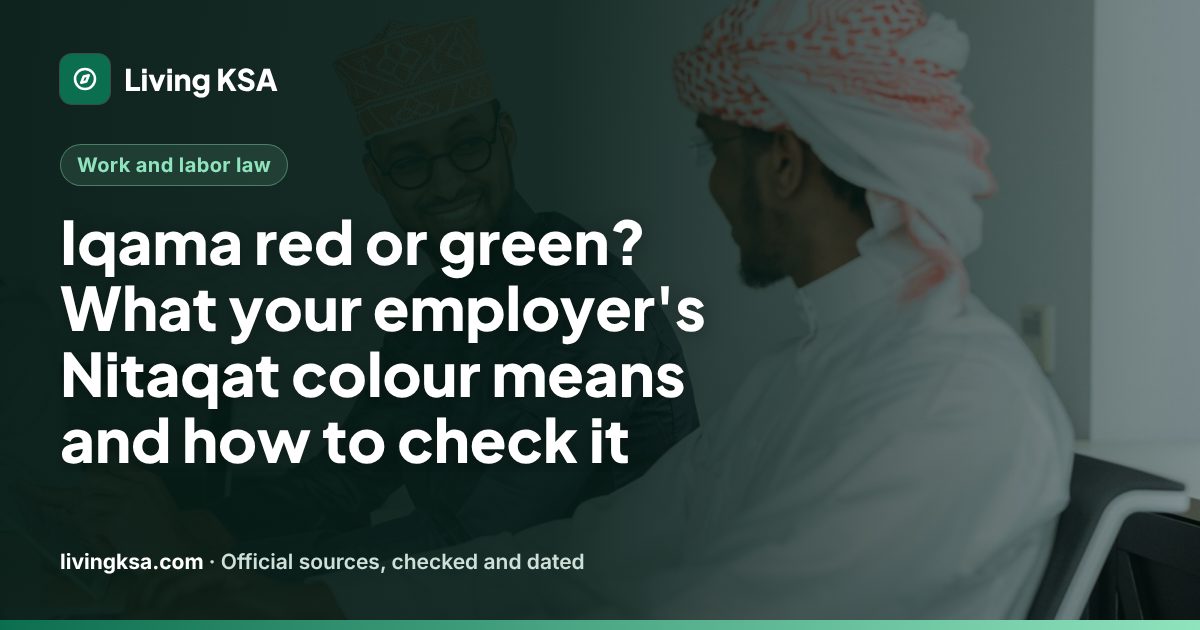 Living KSA
Work and labor law
Iqama red or green?
What your employer's
Nitaqat colour means
and how to check it
livingksa.com · Official sources, checked and dated